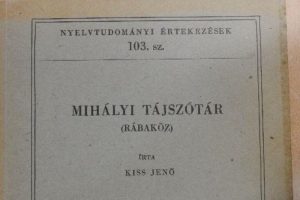 NYELVTUDOMÁNYI ÉRTEKEZÉSEK
103. SZ.
MIHÁLYI TÁJSZÓTÁR
(RÁBAKÖZ)
ÍRTA
KISS JENŐ